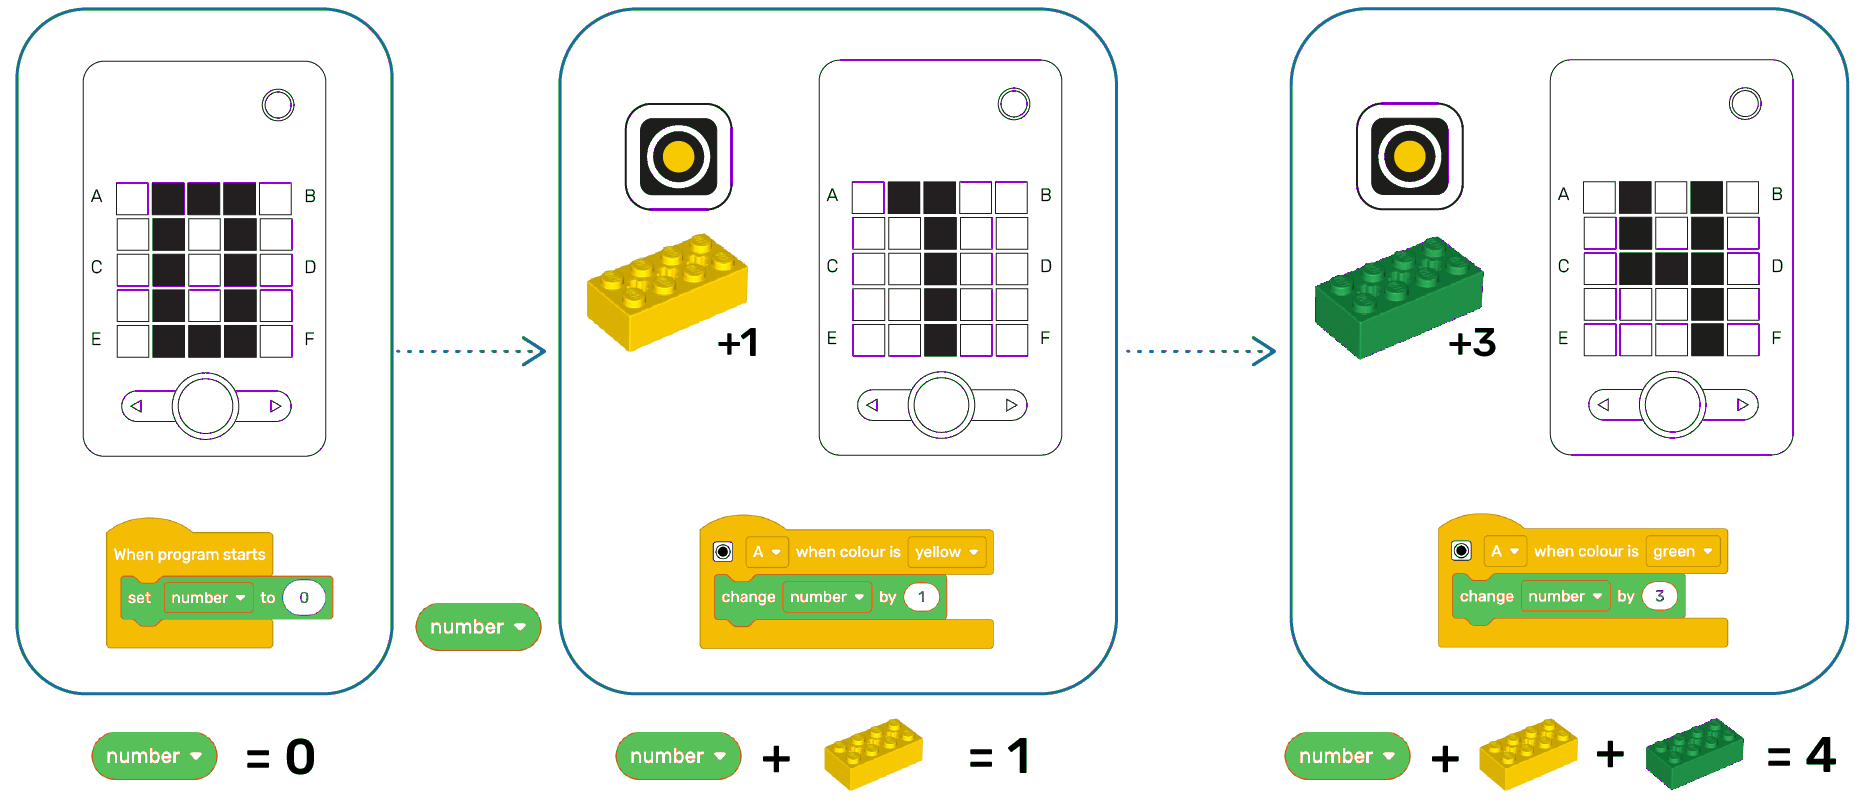 A B
C D
E F
When program starts
set number to 0
number
+1
A B
C D
E F
A when colour is yellow
change number by 1
+3
A B
C D
E F
A when colour is green
change number by 3
number = 0
number + = 1
number + + = 4